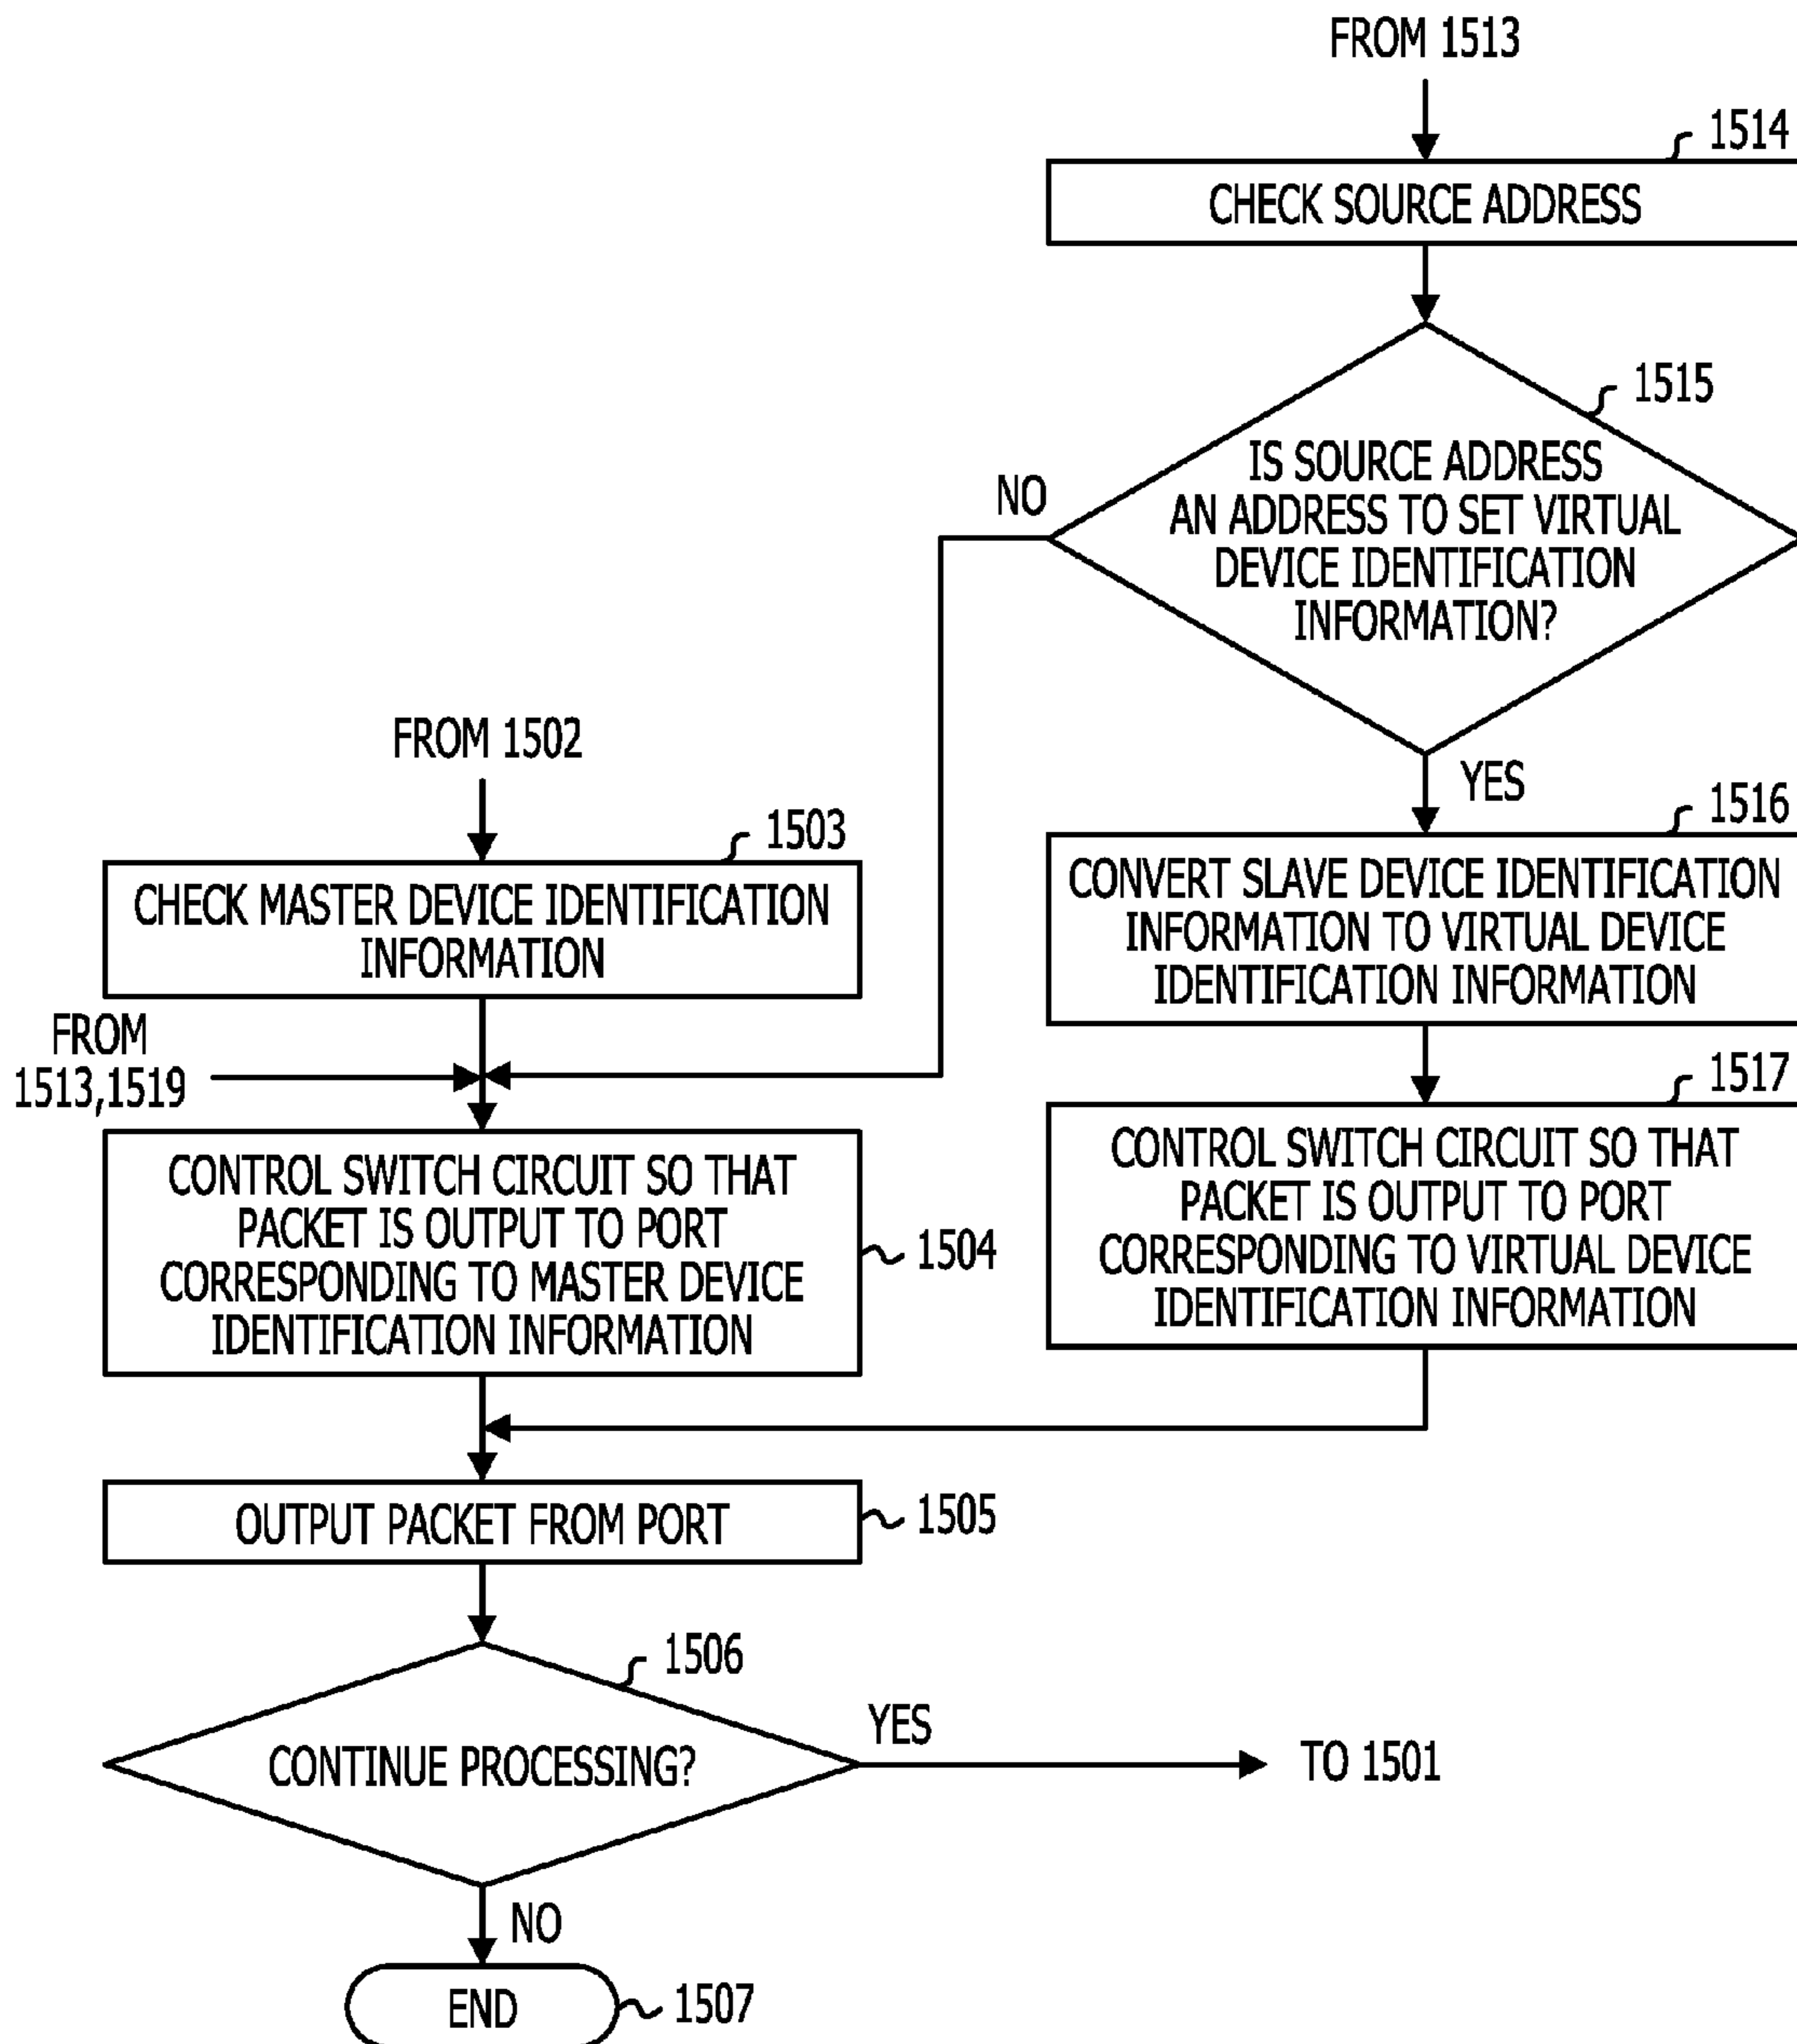 FROM 1513
1514
CHECK SOURCE ADDRESS
1515
IS SOURCE ADDRESS
AN ADDRESS TO SET VIRTUAL
DEVICE IDENTIFICATION
INFORMATION?
NO
YES
FROM 1502
1503
CHECK MASTER DEVICE IDENTIFICATION
INFORMATION
1516
CONVERT SLAVE DEVICE IDENTIFICATION
INFORMATION TO VIRTUAL DEVICE
IDENTIFICATION INFORMATION
FROM
1513,1519
1517
CONTROL SWITCH CIRCUIT SO THAT
PACKET IS OUTPUT TO PORT
CORRESPONDING TO VIRTUAL DEVICE
IDENTIFICATION INFORMATION
CONTROL SWITCH CIRCUIT SO THAT
PACKET IS OUTPUT TO PORT
CORRESPONDING TO MASTER DEVICE
IDENTIFICATION INFORMATION
1504
OUTPUT PACKET FROM PORT
1505
1506
CONTINUE PROCESSING?
YES
TO 1501
NO
END
1507